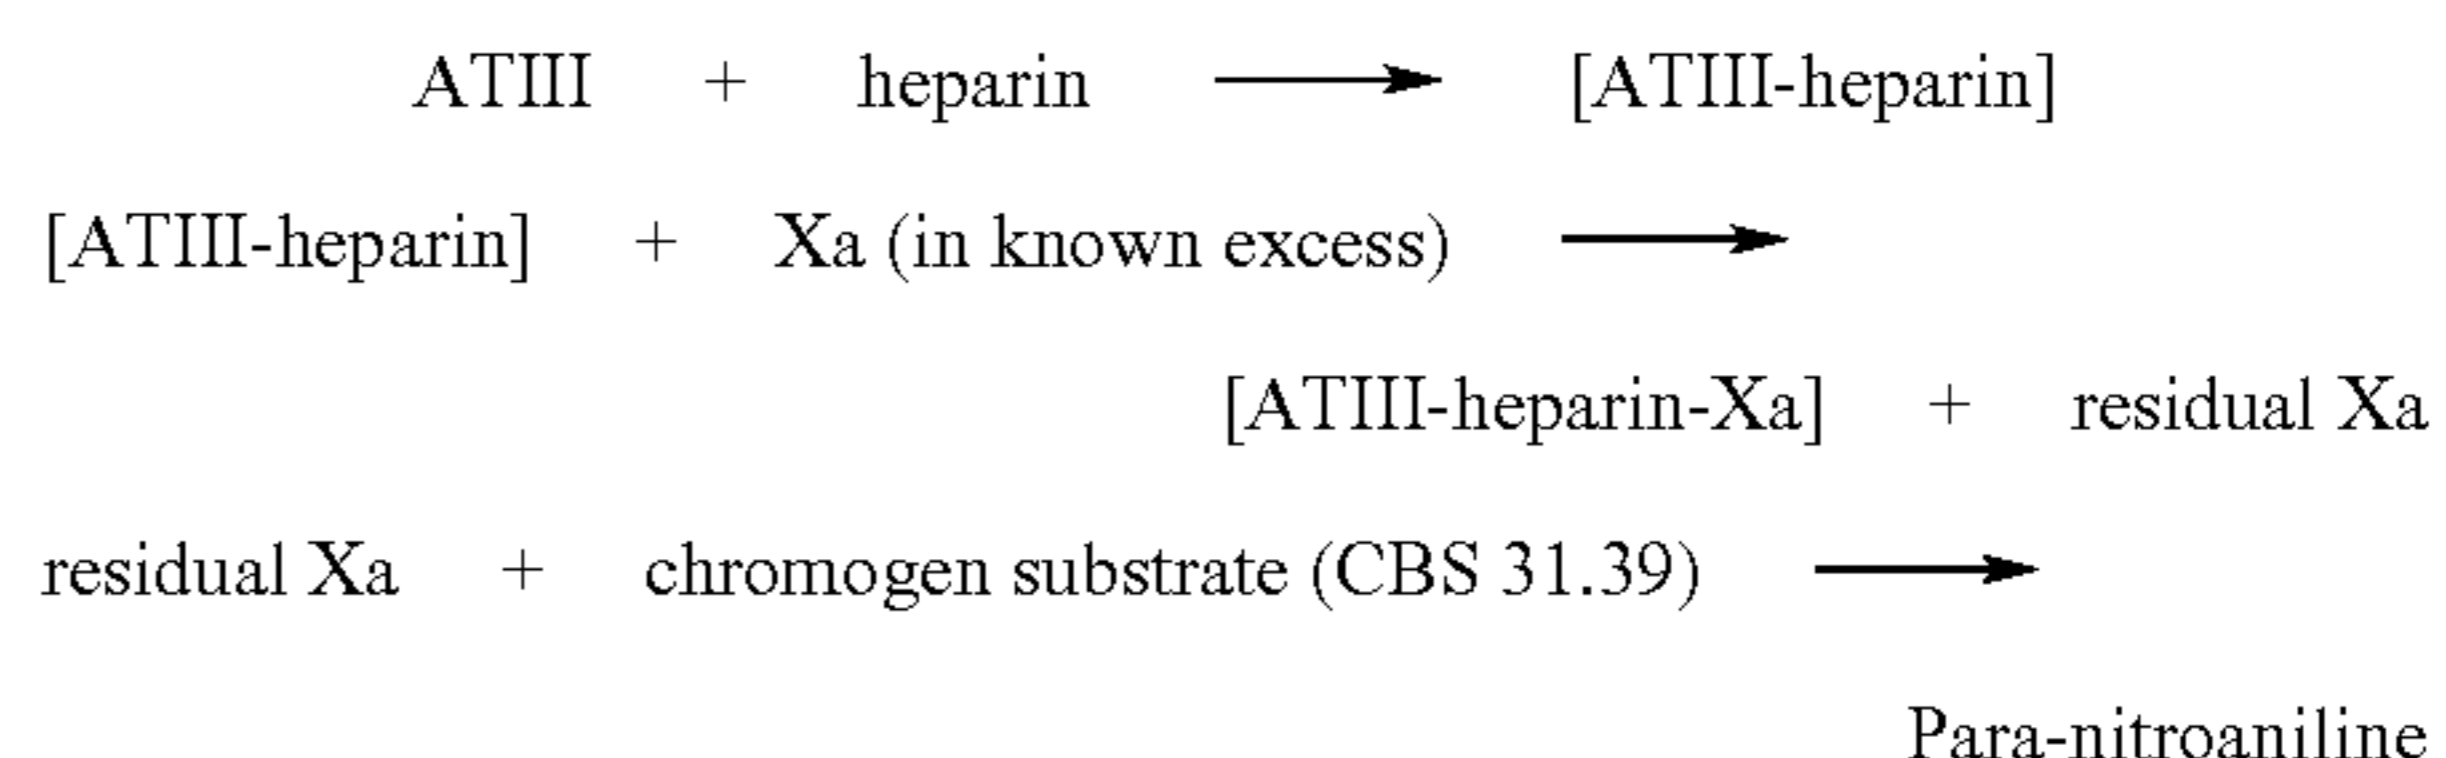 ATIII + heparin ⟶ [ATIII-heparin]
[ATIII-heparin] + Xa (in known excess) ⟶
[ATIII-heparin-Xa] + residual Xa
residual Xa + chromogen substrate (CBS 31.39) ⟶
Para-nitroaniline